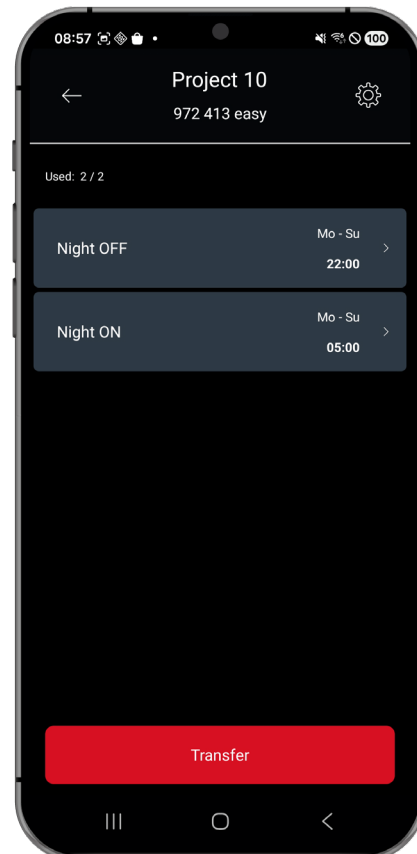 08:57
100
Project 10
972 413 easy
Used: 2 / 2
Mo - Su
Night OFF
22:00
Mo - Su
Night ON
05:00
Transfer